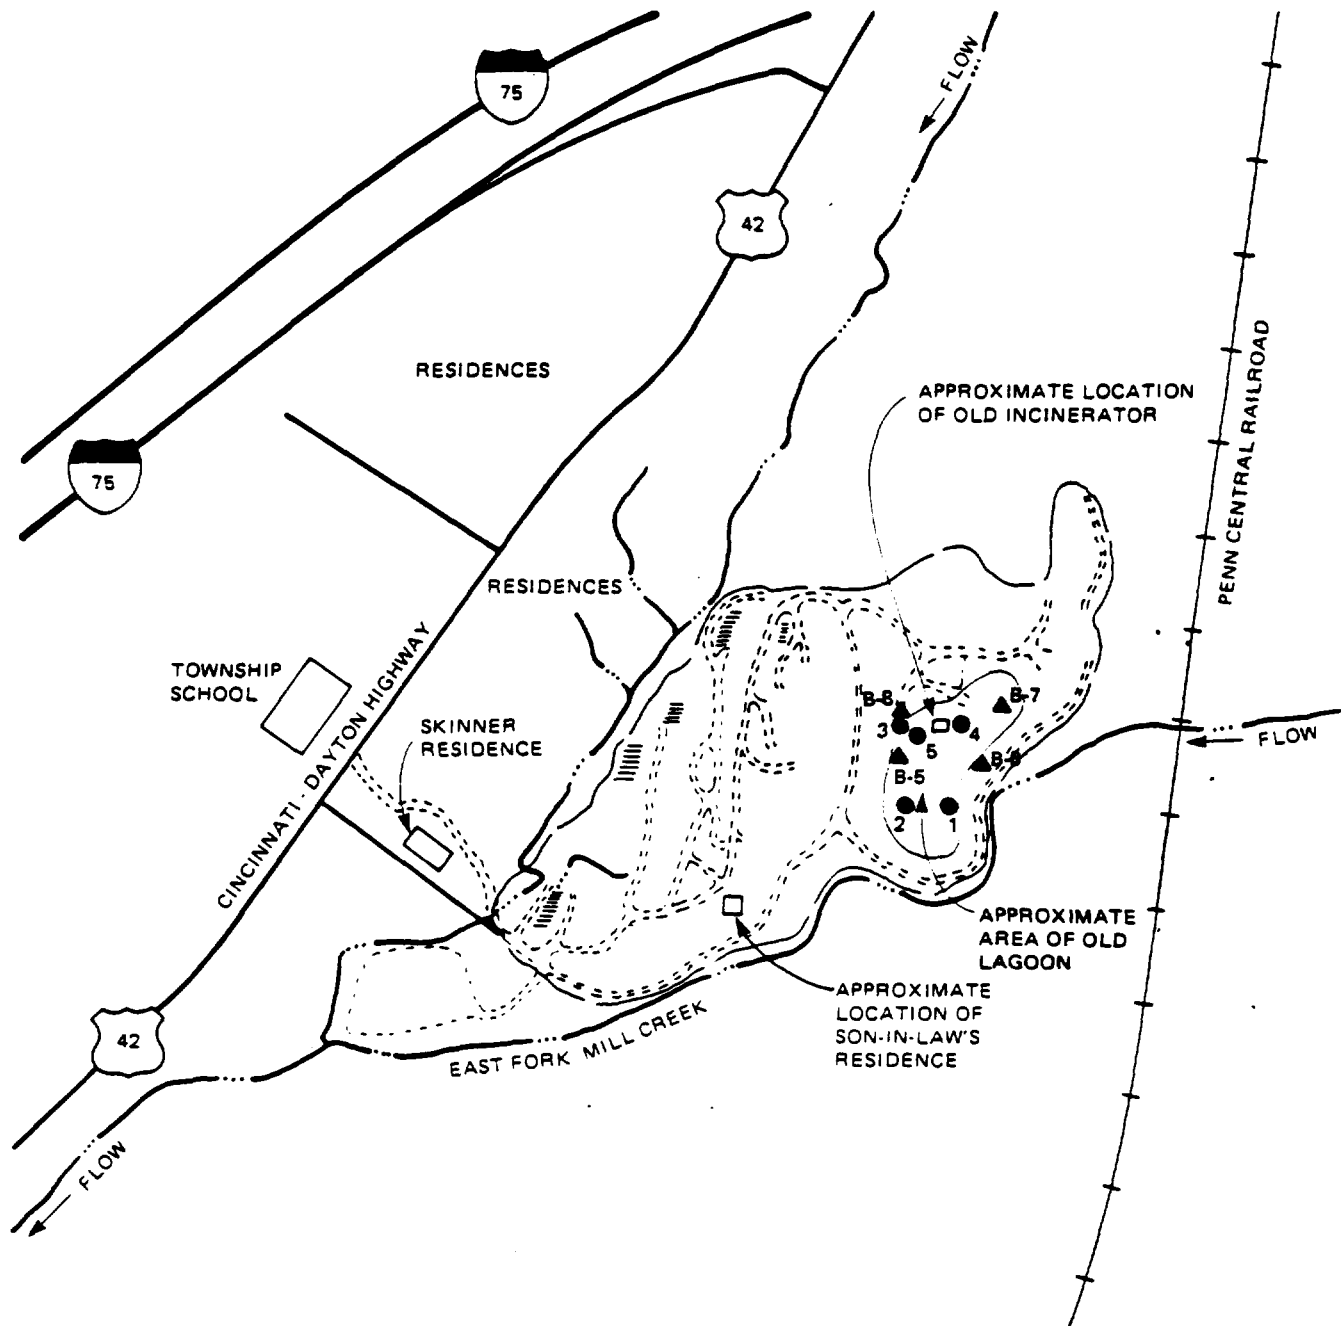 75
FLOW
42
RESIDENCES
APPROXIMATE LOCATION
OF OLD INCINERATOR
PENN CENTRAL RAILROAD
75
RESIDENCES
TOWNSHIP
SCHOOL
CINCINNATI - DAYTON HIGHWAY
SKINNER
RESIDENCE
B-7
3
4
5
FLOW
B-5
2
1
APPROXIMATE
AREA OF OLD
LAGOON
APPROXIMATE
LOCATION OF
SON-IN-LAW'S
RESIDENCE
42
EAST FORK MILL CREEK
FLOW